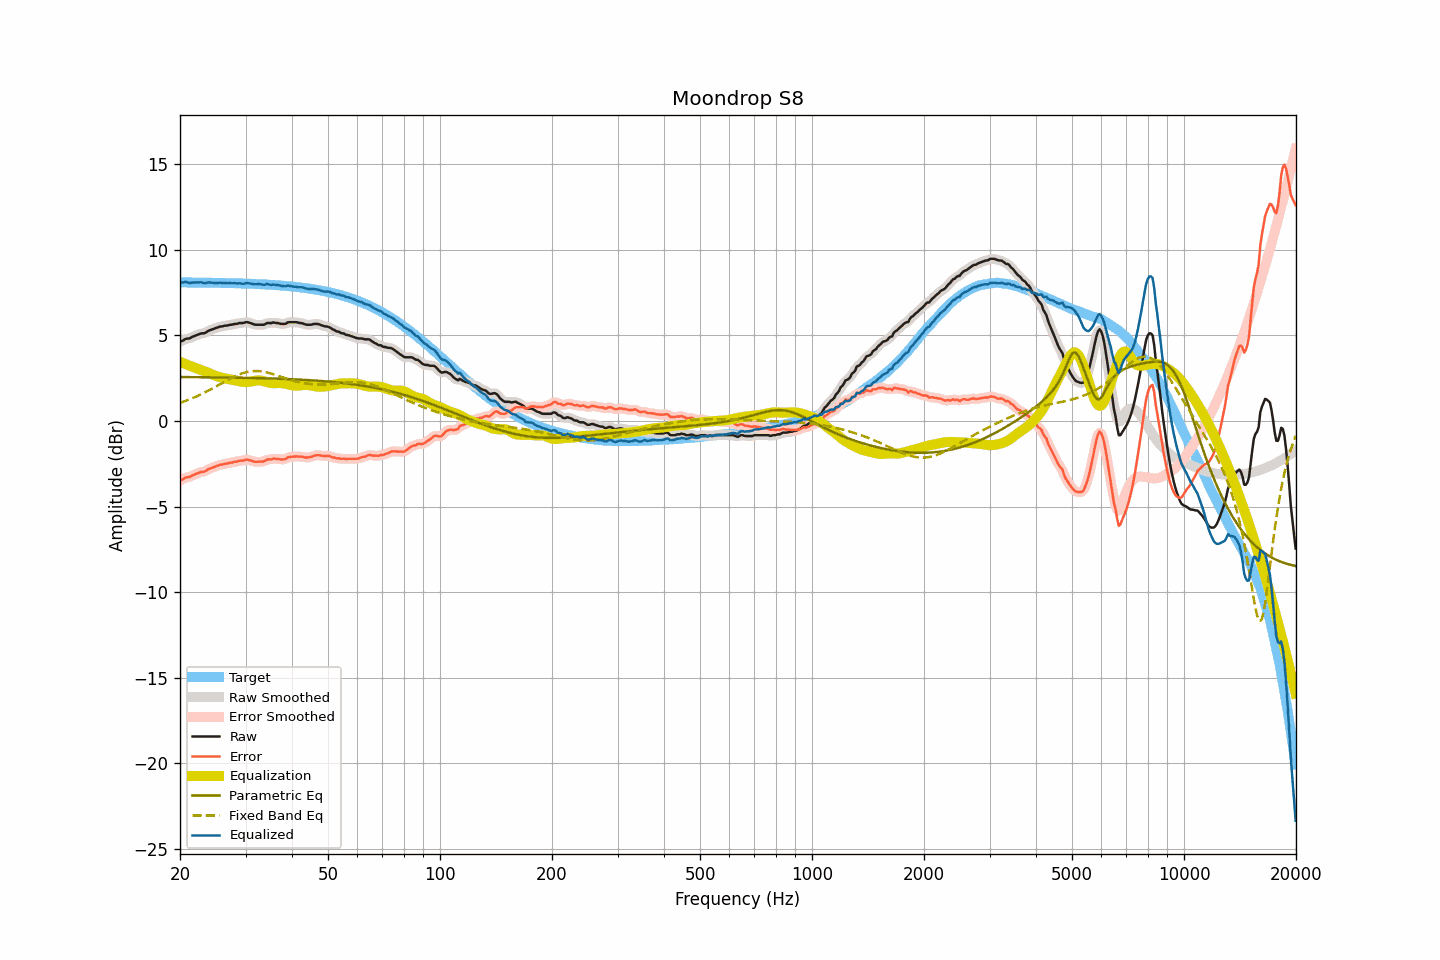 Moondrop S8
Amplitude (dBr)
15
10
5
0
−5
−10
−15
−20
−25
Target
Raw Smoothed
Error Smoothed
Raw
Error
Equalization
Parametric Eq
Fixed Band Eq
Equalized
20 50 100 200 500 1000 2000 5000 10000 20000
Frequency (Hz)